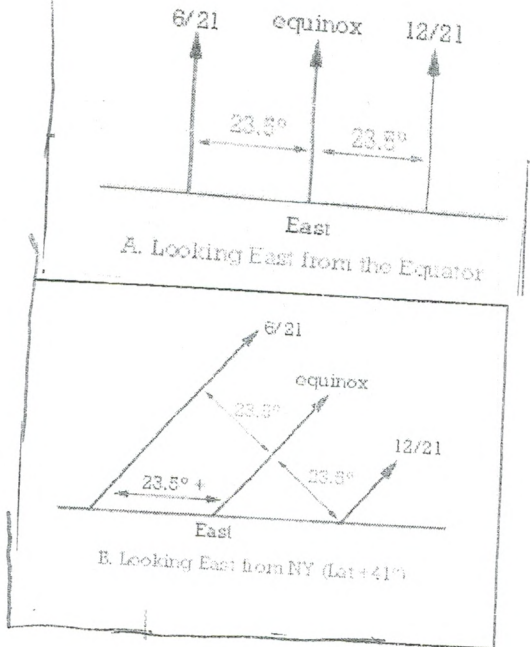 6/21 equinox 12/21
23.5° 23.5°
East
A. Looking East from the Equator
6/21
equinox
23.5°
12/21
23.5° + 23.5°
East
B. Looking East from NY (Lat +41°)